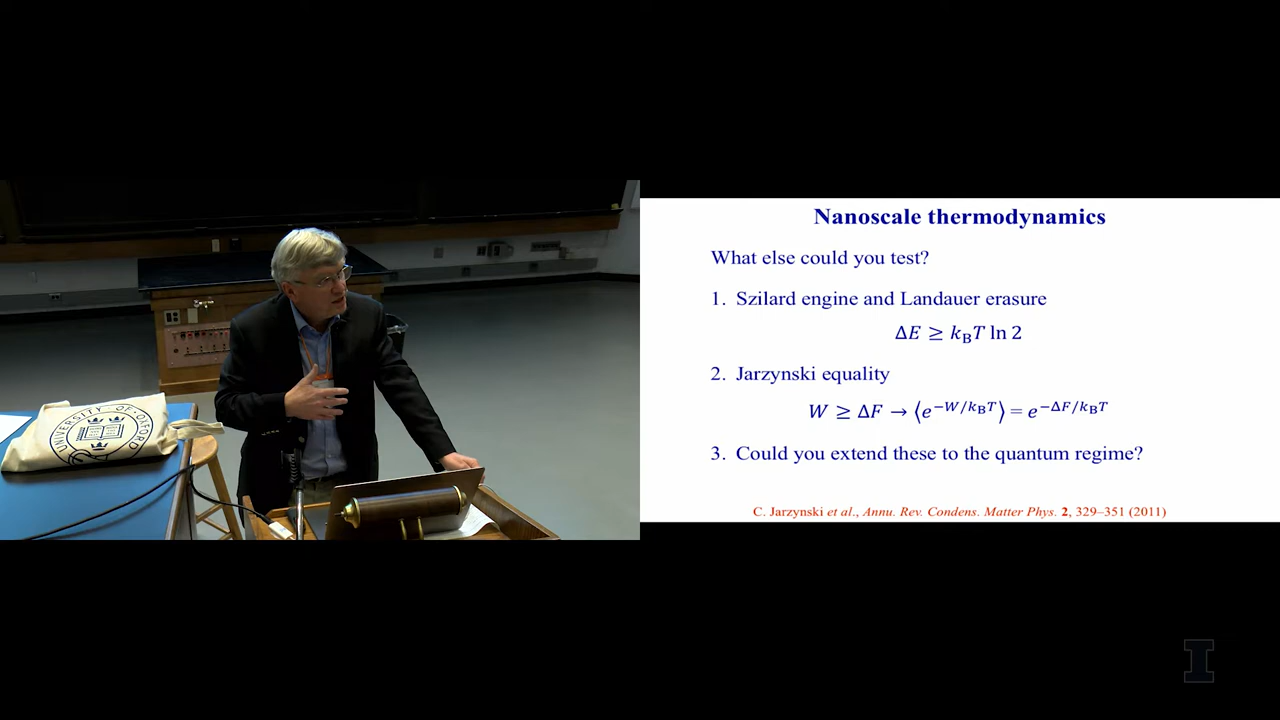 UNIVERSITY OF OXFORD
Nanoscale thermodynamics
What else could you test?
1. Szilard engine and Landauer erasure
ΔE ≥ k_B T ln 2
2. Jarzynski equality
W ≥ ΔF → ⟨e^{−W/k_B T}⟩ = e^{−ΔF/k_B T}
3. Could you extend these to the quantum regime?
C. Jarzynski et al., Annu. Rev. Condens. Matter Phys. 2, 329–351 (2011)
I